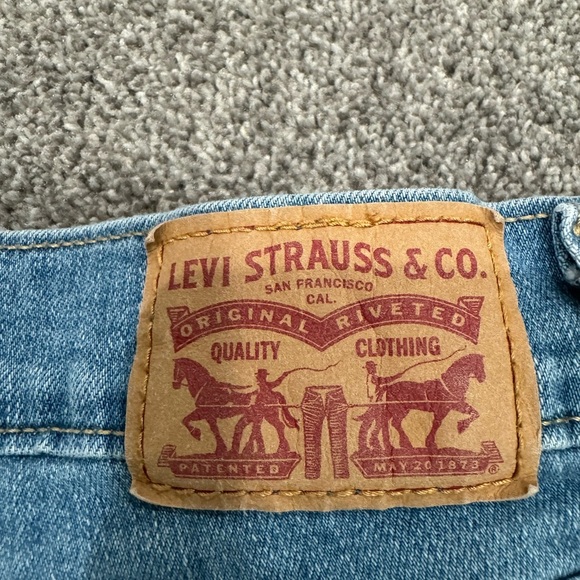 LEVI STRAUSS & CO.
SAN FRANCISCO
CAL.
ORIGINAL RIVETED
QUALITY CLOTHING
PATENTED MAY 20 1873 ®